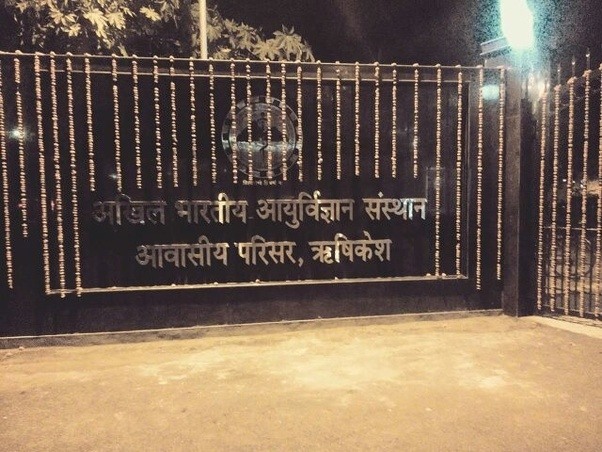 अखिल भारतीय आयुर्विज्ञान संस्थान
आवासीय परिसर, ऋषिकेश